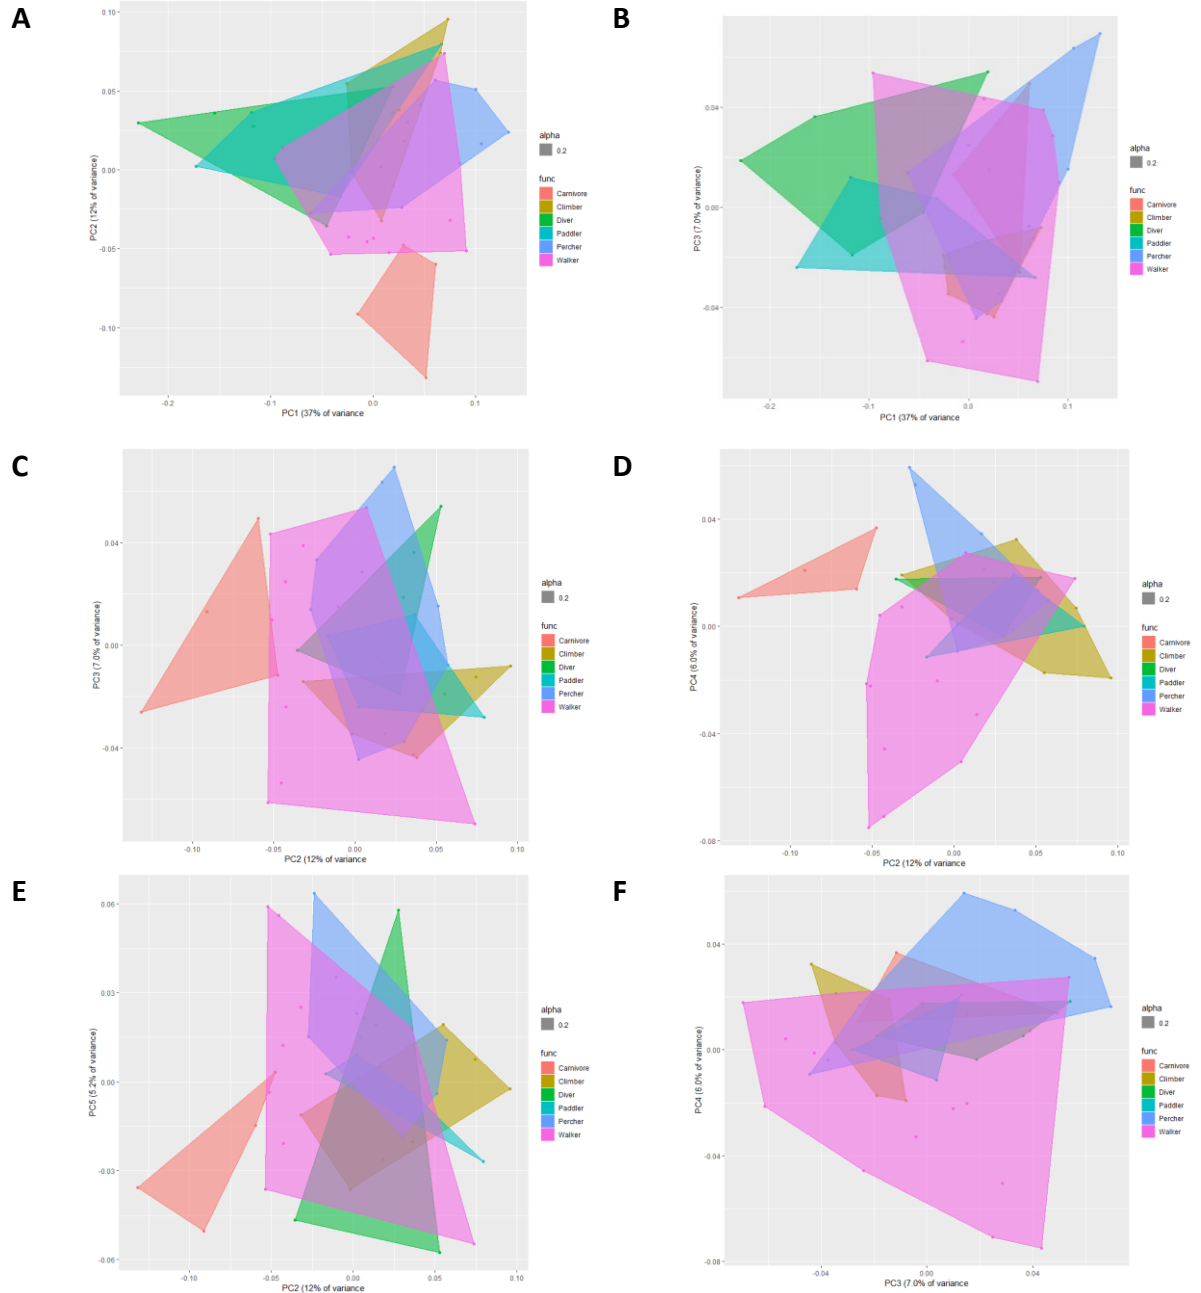 A
0.10
0.05
0.00
-0.05
-0.10
PC2 (12% of variance)
-0.2
-0.1
0.0
0.1
PC1 (37% of variance
alpha
0.2
func
Carnivore
Climber
Diver
Paddler
Percher
Walker
B
0.04
0.00
-0.04
PC3 (7.0% of variance)
-0.2
-0.1
0.0
0.1
PC1 (37% of variance
alpha
0.2
func
Carnivore
Climber
Diver
Paddler
Percher
Walker
C
0.04
0.00
-0.04
PC3 (7.0% of variance)
-0.10
-0.05
0.00
0.05
0.10
PC2 (12% of variance
alpha
0.2
func
Carnivore
Climber
Diver
Paddler
Percher
Walker
D
0.04
0.00
-0.04
-0.08
PC4 (6.0% of variance)
-0.10
-0.05
0.00
0.05
0.10
PC2 (12% of variance
alpha
0.2
func
Carnivore
Climber
Diver
Paddler
Percher
Walker
E
0.06
0.03
0.00
-0.03
-0.06
PC5 (5.2% of variance)
-0.10
-0.05
0.00
0.05
0.10
PC2 (12% of variance
alpha
0.2
func
Carnivore
Climber
Diver
Paddler
Percher
Walker
F
0.04
0.00
-0.04
-0.08
PC4 (6.0% of variance)
-0.04
0.00
0.04
PC3 (7.0% of variance
alpha
0.2
func
Carnivore
Climber
Diver
Paddler
Percher
Walker